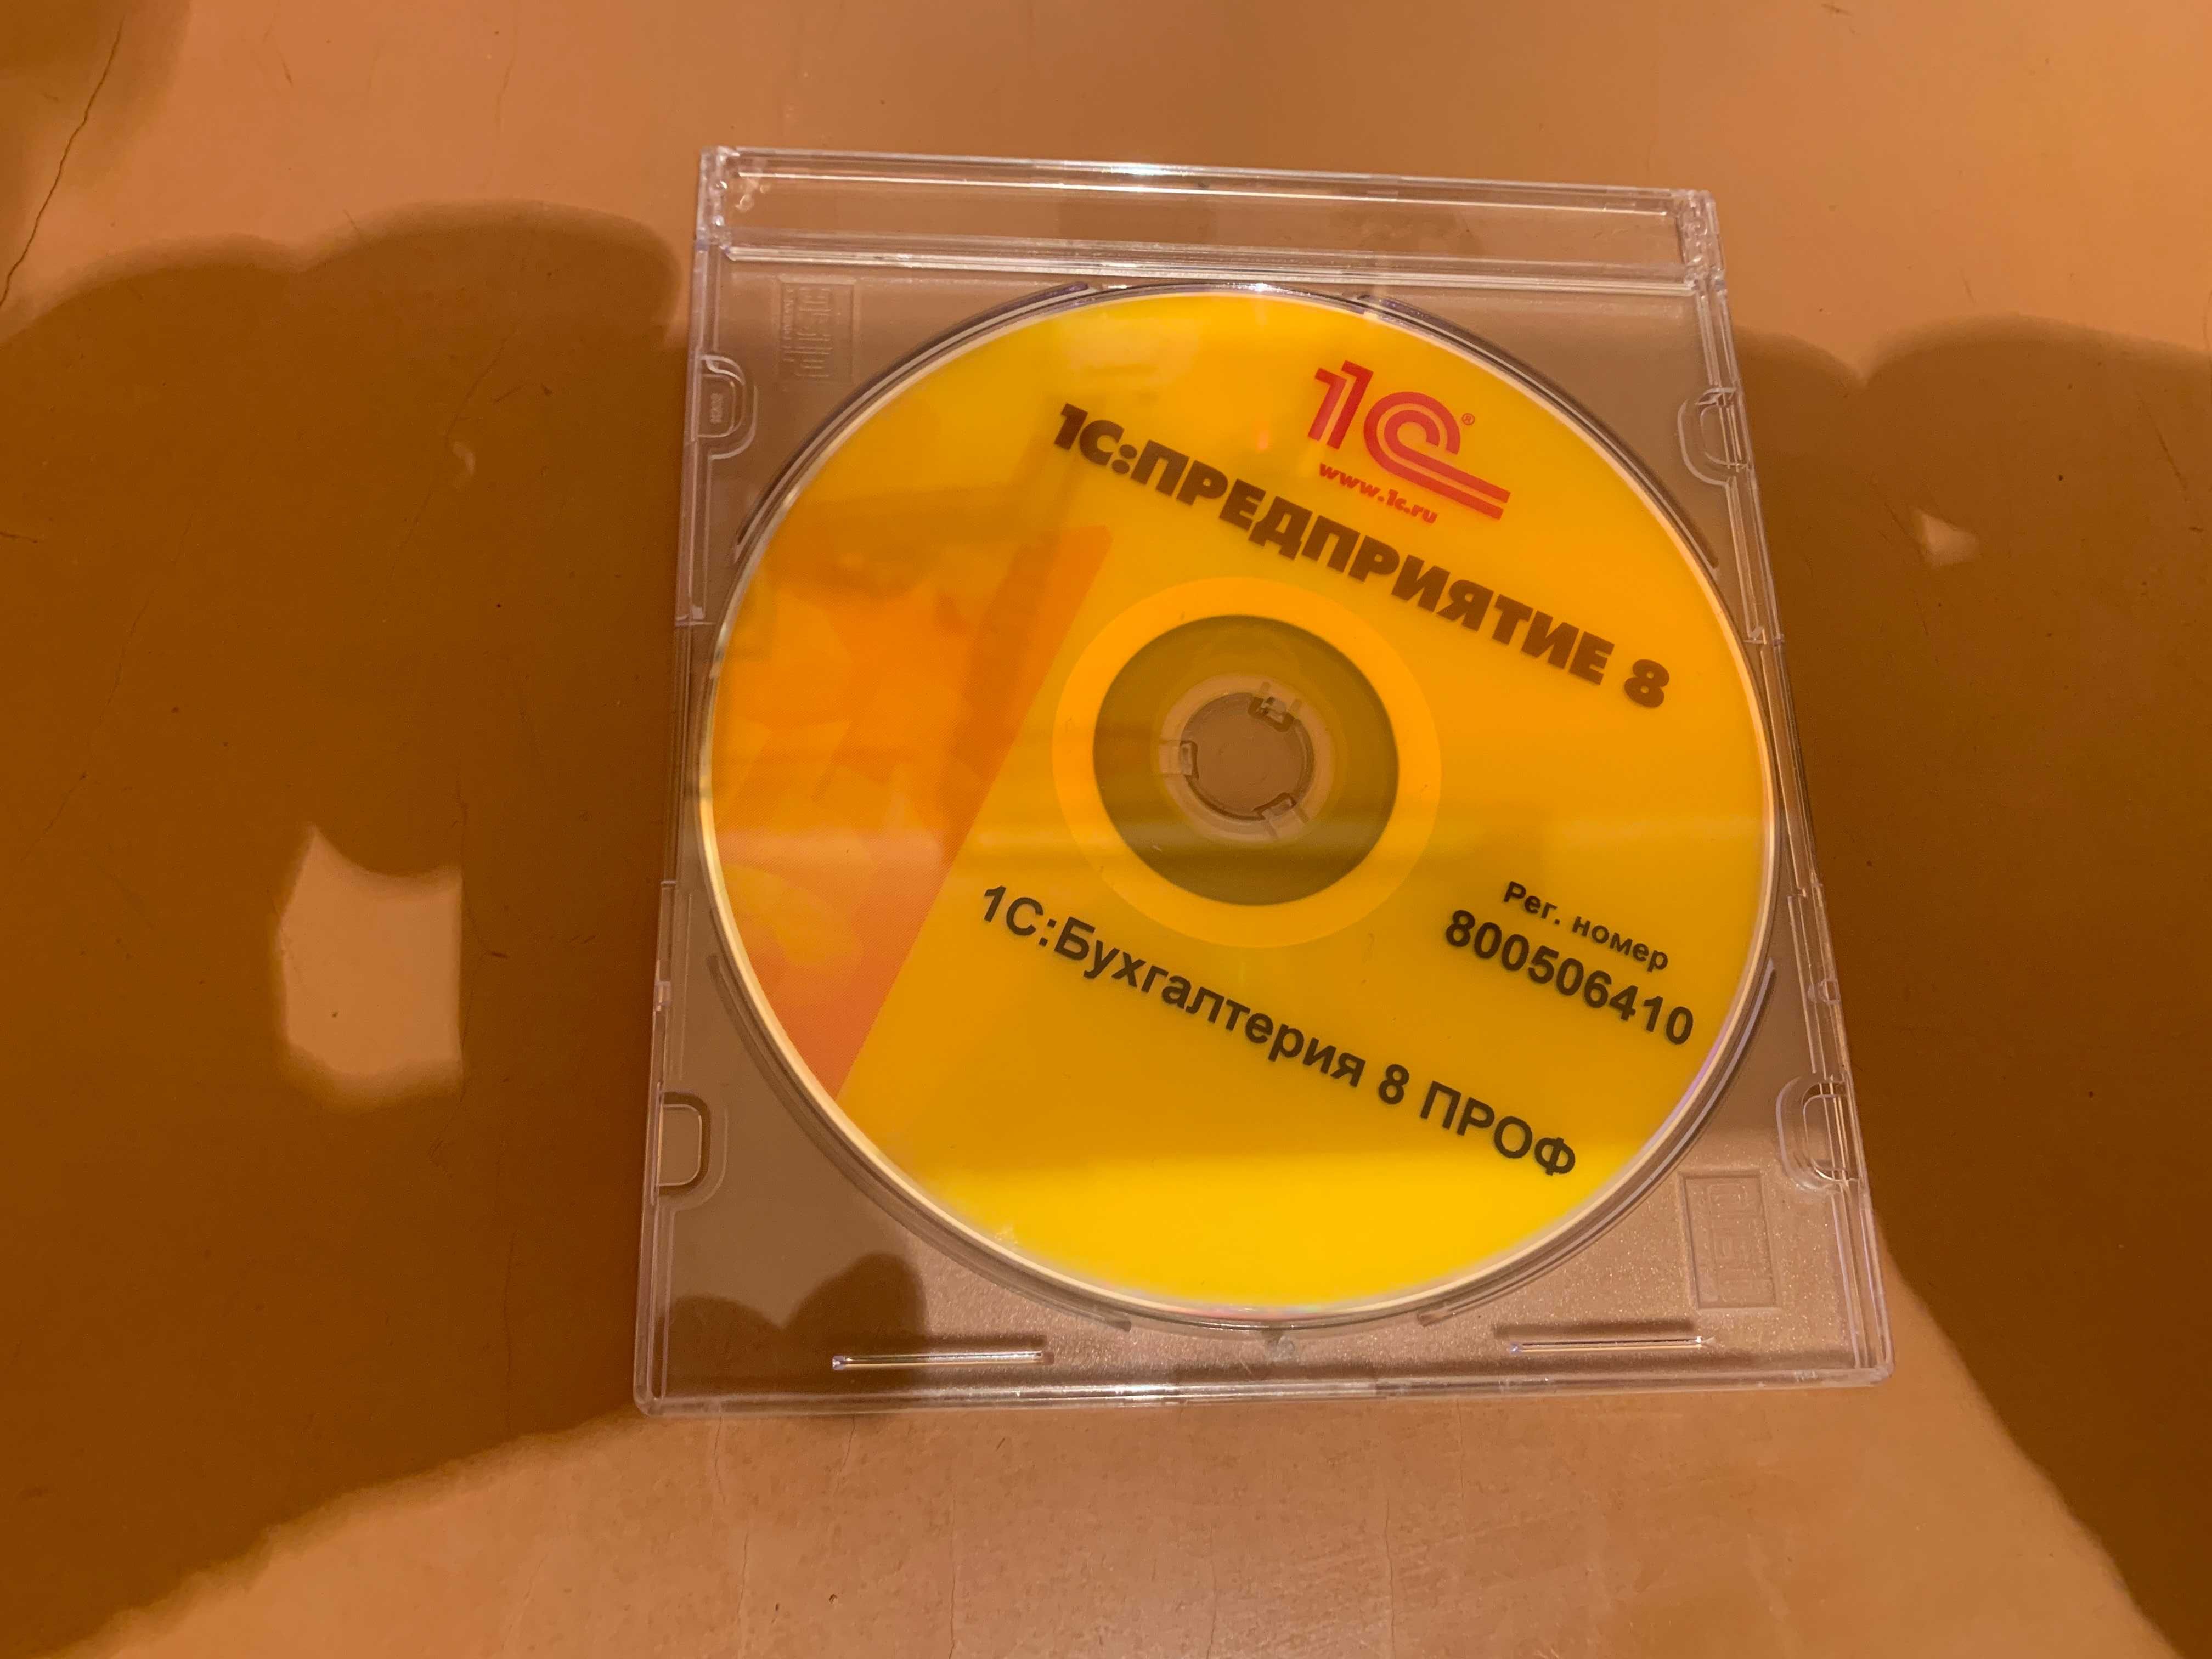 1С®
www.1c.ru
1С:ПРЕДПРИЯТИЕ 8
Рег. номер
800506410
1С:Бухгалтерия 8 ПРОФ